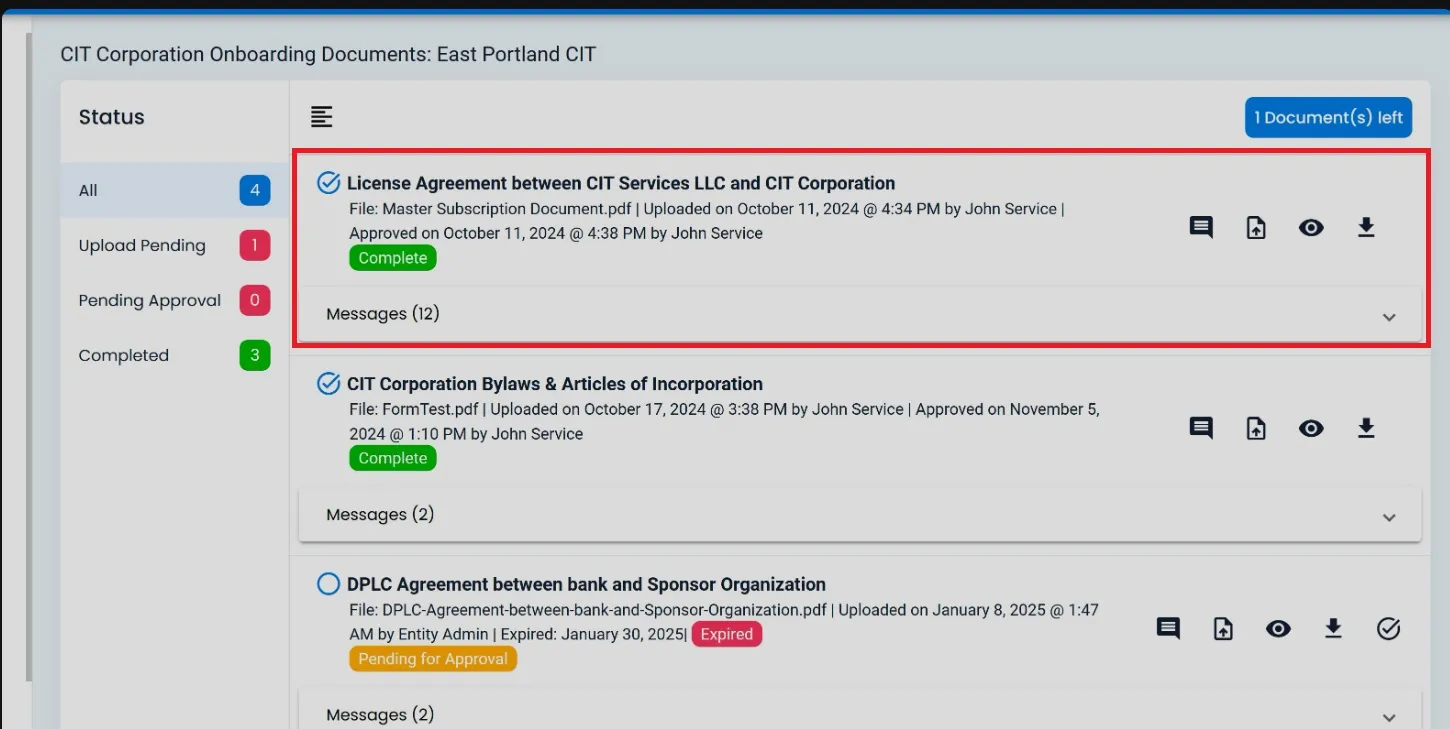 CIT Corporation Onboarding Documents: East Portland CIT
Status
All 4
Upload Pending 1
Pending Approval 0
Completed 3
1 Document(s) left
License Agreement between CIT Services LLC and CIT Corporation
File: Master Subscription Document.pdf | Uploaded on October 11, 2024 @ 4:34 PM by John Service |
Approved on October 11, 2024 @ 4:38 PM by John Service
Complete
Messages (12)
CIT Corporation Bylaws & Articles of Incorporation
File: FormTest.pdf | Uploaded on October 17, 2024 @ 3:38 PM by John Service | Approved on November 5,
2024 @ 1:10 PM by John Service
Complete
Messages (2)
DPLC Agreement between bank and Sponsor Organization
File: DPLC-Agreement-between-bank-and-Sponsor-Organization.pdf | Uploaded on January 8, 2025 @ 1:47
AM by Entity Admin | Expired: January 30, 2025| Expired
Pending for Approval
Messages (2)